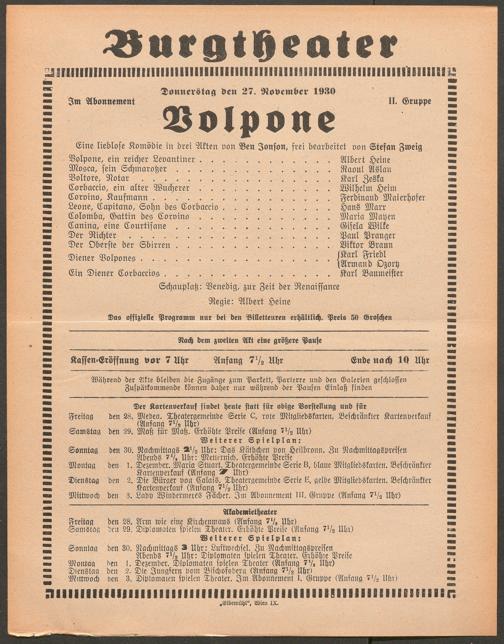 Burgtheater
Donnerstag den 27. November 1930
Im Abonnement II. Gruppe
Volpone
Eine lieblose Komödie in drei Akten von Ben Jonson, frei bearbeitet von Stefan Zweig
Volpone, ein reicher Levantiner . . . Albert Heine
Mosca, sein Schmarotzer . . . Raoul Aslan
Voltore, Notar . . . Karl Zeska
Corbaccio, ein alter Wucherer . . . Wilhelm Heim
Corvino, Kaufmann . . . Ferdinand Maierhofer
Leone, Capitano, Sohn des Corbaccio . . . Hans Marr
Colomba, Gattin des Corvino . . . Maria Mayen
Canina, eine Courtisane . . . Gisela Wilke
Der Richter . . . Paul Pranger
Der Oberste der Sbirren . . . Viktor Braun
Diener Volpones . . . Karl Friedl
Armand Ozory
Ein Diener Corbaccios . . . Karl Baumeister
Schauplatz: Venedig, zur Zeit der Renaissance
Regie: Albert Heine
Das offizielle Programm nur bei den Billetteuren erhältlich. Preis 50 Groschen
Nach dem zweiten Akt eine größere Pause
Kassen-Eröffnung vor 7 Uhr Anfang 7½ Uhr Ende nach 10 Uhr
Während der Akte bleiben die Zugänge zum Parkett, Parterre und den Galerien geschlossen
Zuspätkommende können daher nur während der Pausen Einlaß finden
Der Kartenverkauf findet heute statt für obige Vorstellung und für
Freitag den 28. Medea. Theatergemeinde Serie C, rote Mitgliedskarten. Beschränkter Kartenverkauf
(Anfang 7½ Uhr)
Samstag den 29. Maß für Maß. Erhöhte Preise (Anfang 7½ Uhr)
Weiterer Spielplan:
Sonntag den 30. Nachmittags 2½ Uhr: Das Käthchen von Heilbronn. Zu Nachmittagspreisen
Abends 7½ Uhr: Metternich. Erhöhte Preise
Montag den 1. Dezember. Maria Stuart. Theatergemeinde Serie B, blaue Mitgliedskarten. Beschränkter
Kartenverkauf (Anfang 7 Uhr)
Dienstag den 2. Die Bürger von Calais. Theatergemeinde Serie E, gelbe Mitgliedskarten. Beschränkter
Kartenverkauf (Anfang 7½ Uhr)
Mittwoch den 3. Lady Windermeres Fächer. Im Abonnement III. Gruppe (Anfang 7½ Uhr)
Akademietheater
Freitag den 28. Arm wie eine Kirchenmaus (Anfang 7½ Uhr)
Samstag den 29. Diplomaten spielen Theater. Erhöhte Preise (Anfang 7½ Uhr)
Weiterer Spielplan:
Sonntag den 30. Nachmittags 3 Uhr: Luftwechsel. Zu Nachmittagspreisen
Abends 7½ Uhr: Diplomaten spielen Theater. Erhöhte Preise
Montag den 1. Dezember. Diplomaten spielen Theater (Anfang 7½ Uhr)
Dienstag den 2. Die Jungfern vom Bischofsberg (Anfang 7½ Uhr)
Mittwoch den 3. Diplomaten spielen Theater. Im Abonnement I. Gruppe (Anfang 7½ Uhr)
„Elbemühl", Wien IX.